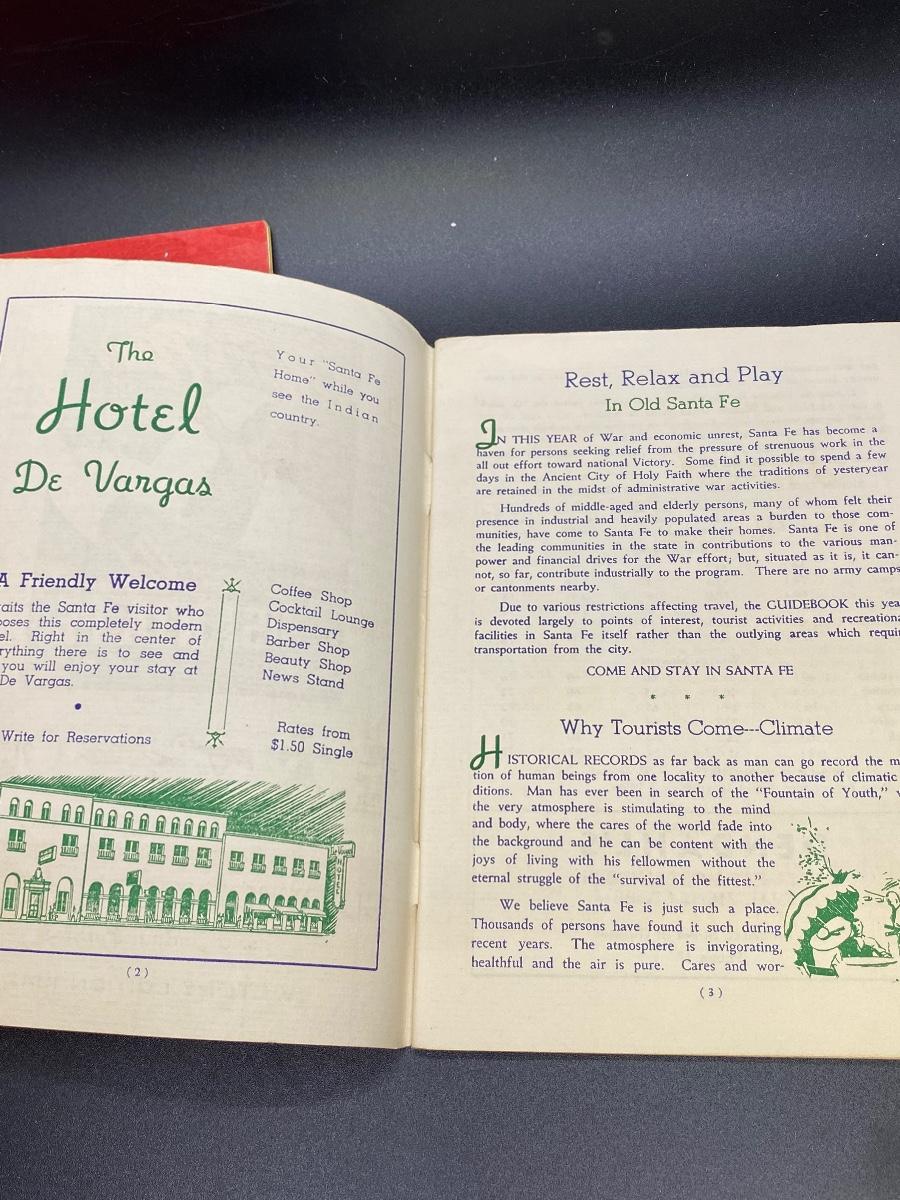 The
Hotel
De Vargas
Your "Santa Fe
Home" while you
see the Indian
country.
A Friendly Welcome
the Santa Fe visitor who
this completely modern
Right in the center of
there is to see and
you will enjoy your stay at
De Vargas.
Write for Reservations
Coffee Shop
Cocktail Lounge
Dispensary
Barber Shop
Beauty Shop
News Stand
Rates from
$1.50 Single
(2)
Rest, Relax and Play
In Old Santa Fe
IN THIS YEAR of War and economic unrest, Santa Fe has become a
haven for persons seeking relief from the pressure of strenuous work in the
all out effort toward national Victory. Some find it possible to spend a few
days in the Ancient City of Holy Faith where the traditions of yesteryear
are retained in the midst of administrative war activities.
Hundreds of middle-aged and elderly persons, many of whom felt their
presence in industrial and heavily populated areas a burden to those com-
munities, have come to Santa Fe to make their homes. Santa Fe is one of
the leading communities in the state in contributions to the various man-
power and financial drives for the War effort; but, situated as it is, it can-
not, so far, contribute industrially to the program. There are no army camps
or cantonments nearby.
Due to various restrictions affecting travel, the GUIDEBOOK this yea
is devoted largely to points of interest, tourist activities and recreationa
facilities in Santa Fe itself rather than the outlying areas which requir
transportation from the city.
COME AND STAY IN SANTA FE
* * *
Why Tourists Come---Climate
HISTORICAL RECORDS as far back as man can go record the m
tion of human beings from one locality to another because of climatic
ditions. Man has ever been in search of the "Fountain of Youth,"
the very atmosphere is stimulating to the mind
and body, where the cares of the world fade into
the background and he can be content with the
joys of living with his fellowmen without the
eternal struggle of the "survival of the fittest."
We believe Santa Fe is just such a place.
Thousands of persons have found it such during
recent years. The atmosphere is invigorating,
healthful and the air is pure. Cares and wor-
(3)